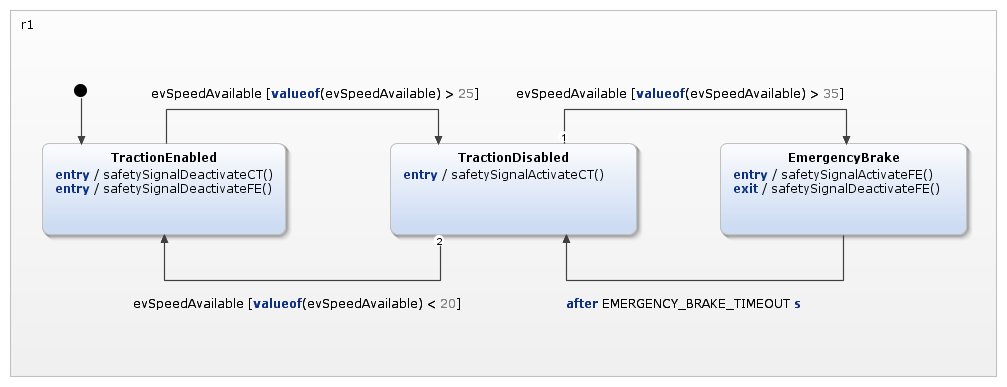 r1
evSpeedAvailable [valueof(evSpeedAvailable) > 25]
evSpeedAvailable [valueof(evSpeedAvailable) > 35]
1
TractionEnabled
entry / safetySignalDeactivateCT()
entry / safetySignalDeactivateFE()
TractionDisabled
entry / safetySignalActivateCT()
EmergencyBrake
entry / safetySignalActivateFE()
exit / safetySignalDeactivateFE()
2
evSpeedAvailable [valueof(evSpeedAvailable) < 20]
after EMERGENCY_BRAKE_TIMEOUT s